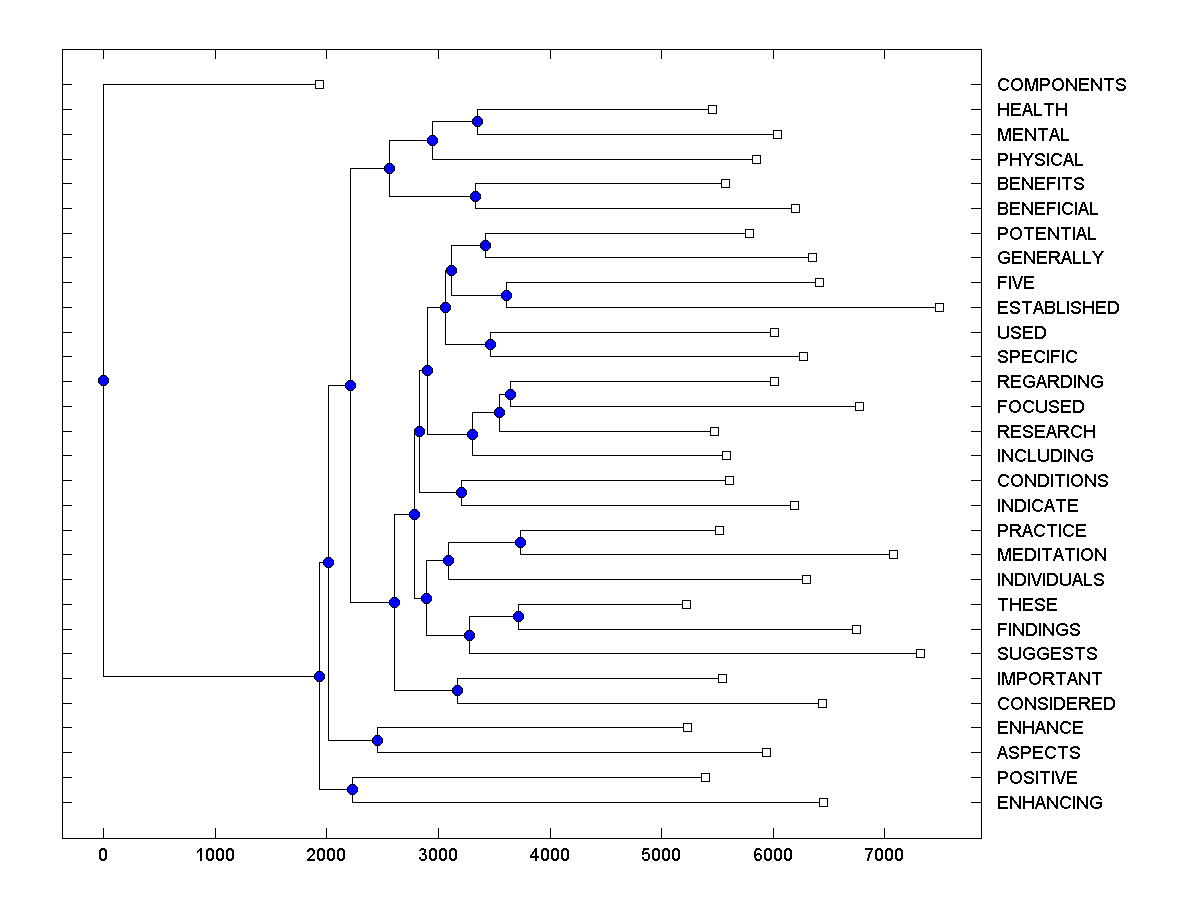 COMPONENTS
HEALTH
MENTAL
PHYSICAL
BENEFITS
BENEFICIAL
POTENTIAL
GENERALLY
FIVE
ESTABLISHED
USED
SPECIFIC
REGARDING
FOCUSED
RESEARCH
INCLUDING
CONDITIONS
INDICATE
PRACTICE
MEDITATION
INDIVIDUALS
THESE
FINDINGS
SUGGESTS
IMPORTANT
CONSIDERED
ENHANCE
ASPECTS
POSITIVE
ENHANCING
0 1000 2000 3000 4000 5000 6000 7000